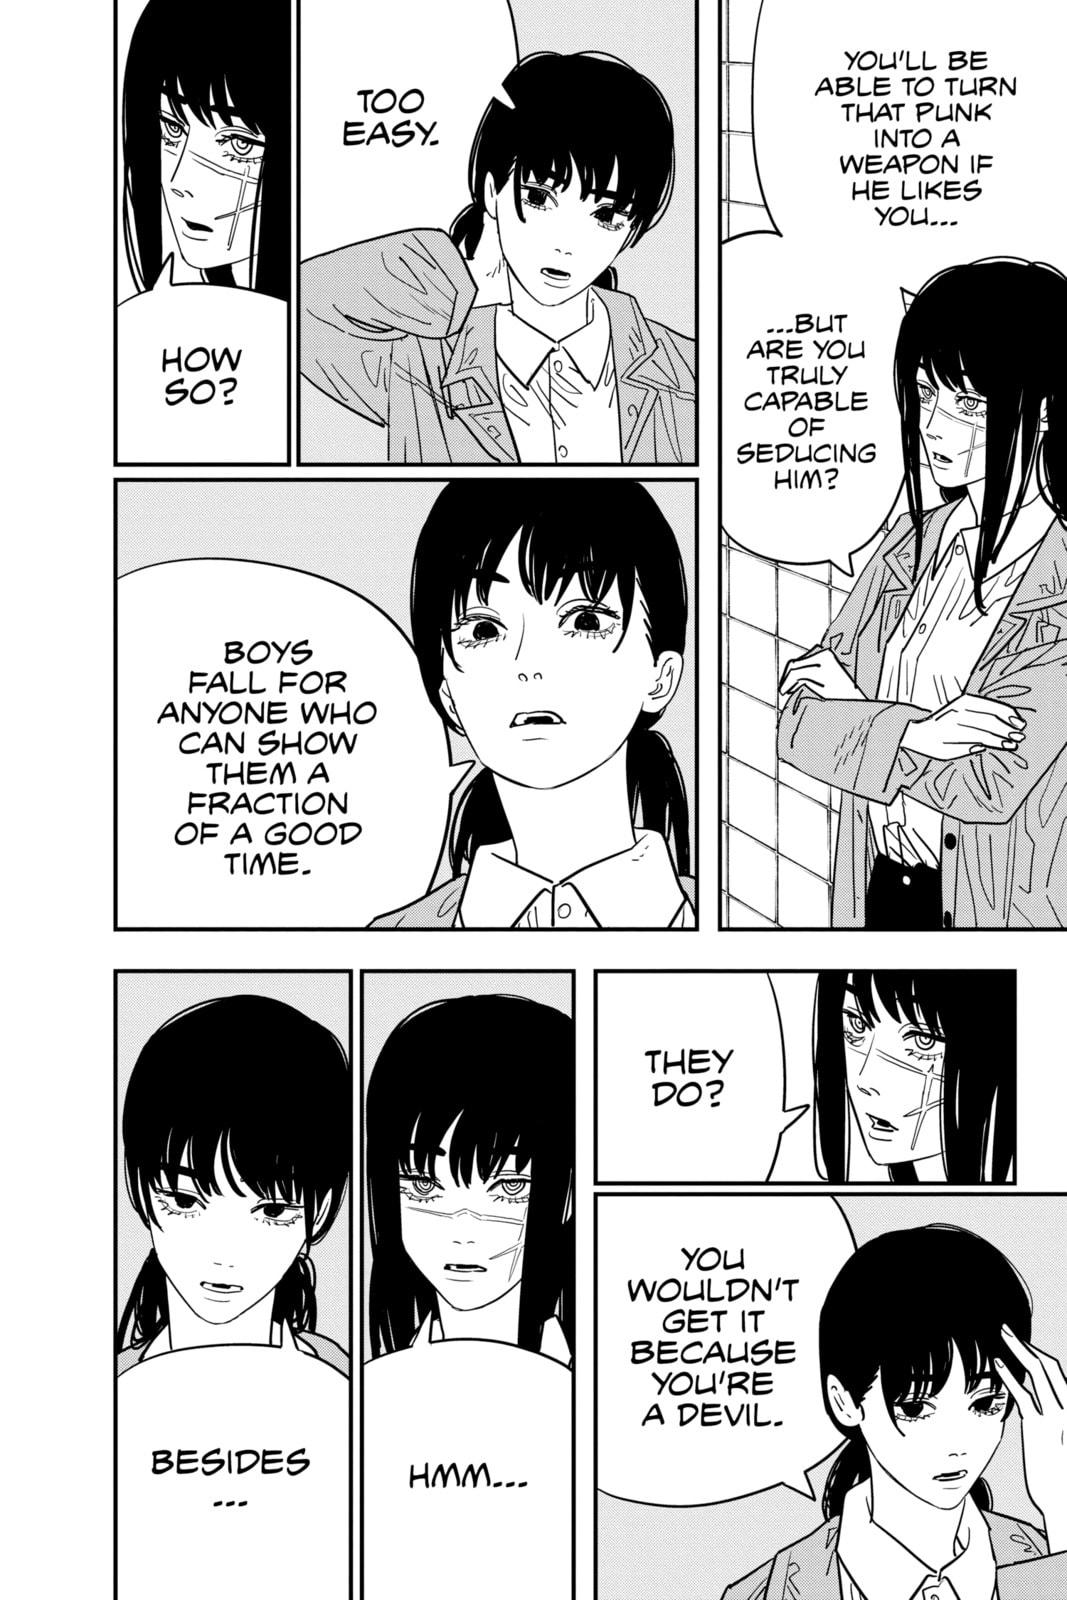 YOU'LL BE
ABLE TO TURN
THAT PUNK
INTO A
WEAPON IF
HE LIKES
YOU...
...BUT
ARE YOU
TRULY
CAPABLE
OF
SEDUCING
HIM?
TOO
EASY.
HOW
SO?
BOYS
FALL FOR
ANYONE WHO
CAN SHOW
THEM A
FRACTION
OF A GOOD
TIME.
THEY
DO?
YOU
WOULDN'T
GET IT
BECAUSE
YOU'RE
A DEVIL.
HMM...
BESIDES
...